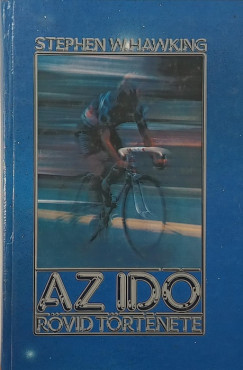 STEPHEN W. HAWKING
AZ IDŐ
RÖVID TÖRTÉNETE